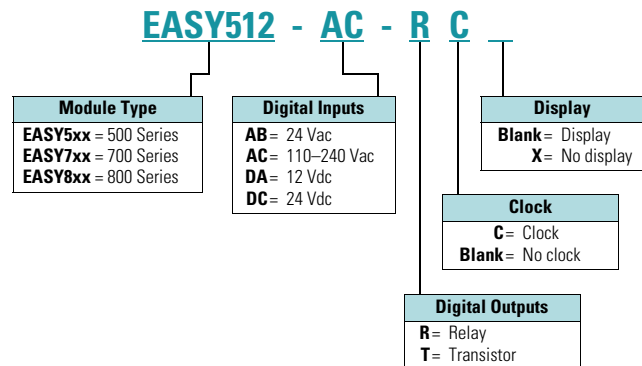 EASY512 - AC - R C _
Module Type
EASY5xx = 500 Series
EASY7xx = 700 Series
EASY8xx = 800 Series
Digital Inputs
AB= 24 Vac
AC= 110–240 Vac
DA= 12 Vdc
DC= 24 Vdc
Display
Blank= Display
X= No display
Clock
C= Clock
Blank= No clock
Digital Outputs
R= Relay
T= Transistor